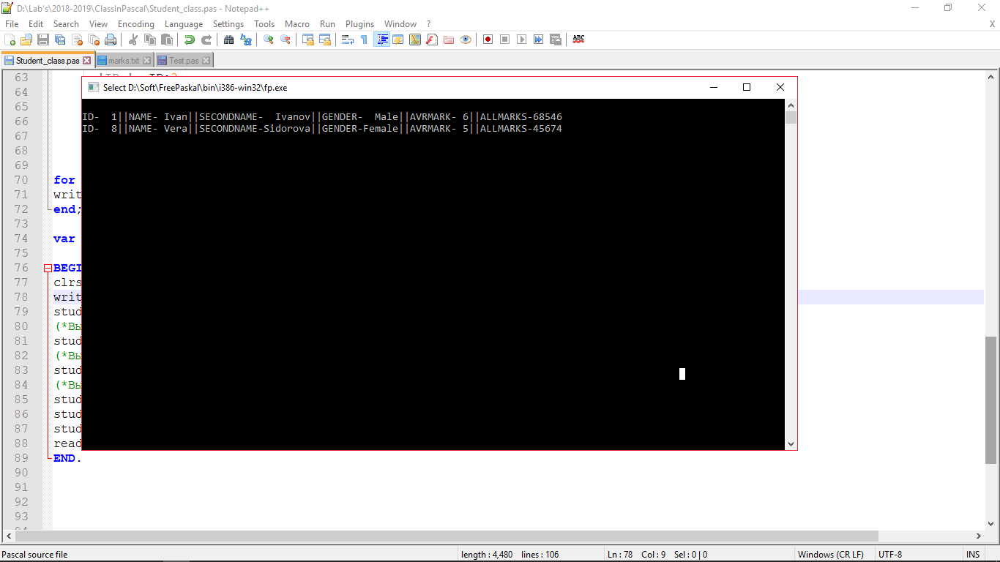 D:\Lab's\2018-2019\ClassInPascal\Student_class.pas - Notepad++
File Edit Search View Encoding Language Settings Tools Macro Run Plugins Window ? X
ABC
Student_class.pas marks.txt Test.pas
63
Select D:\Soft\FreePaskal\bin\i386-win32\fp.exe
64
65
ID-  1||NAME- Ivan||SECONDNAME-  Ivanov||GENDER-  Male||AVRMARK- 6||ALLMARKS-68546
66
ID-  8||NAME- Vera||SECONDNAME-Sidorova||GENDER-Female||AVRMARK- 5||ALLMARKS-45674
67
68
69
70 for
71 writ
72 end;
73
74 var
75
76 BEGI
77 clrs
78 writ
79 stud
80 (*Вы
81 stud
82 (*Вы
83 stud
84 (*Вы
85 stud
86 stud
87 stud
88 read
89 END.
90
91
92
93
94
Pascal source file length : 4,480 lines : 106 Ln : 78 Col : 9 Sel : 0 | 0 Windows (CR LF) UTF-8 INS